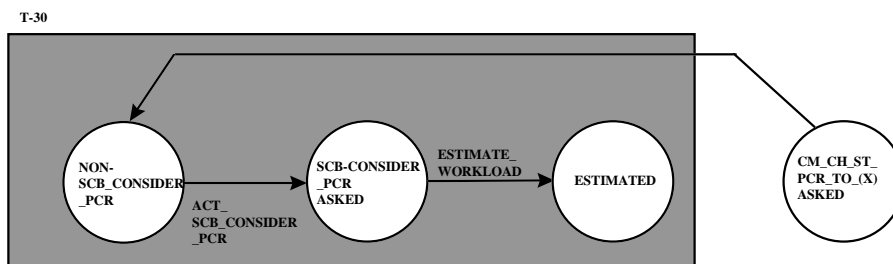 T-30
NON-
SCB_CONSIDER
_PCR
ACT_
SCB_CONSIDER
_PCR
SCB-CONSIDER
_PCR
ASKED
ESTIMATE_
WORKLOAD
ESTIMATED
CM_CH_ST_
PCR_TO_(X)
ASKED